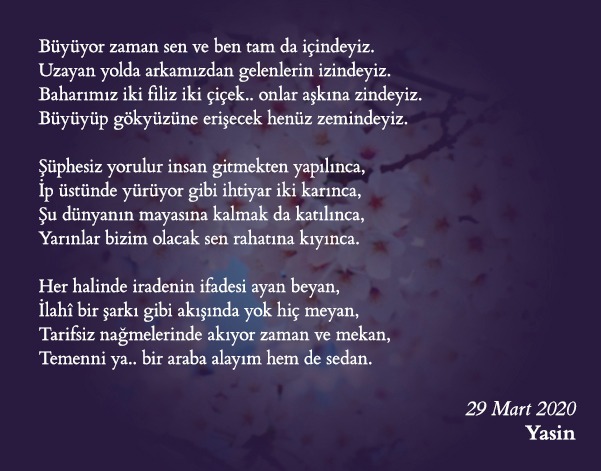 Büyüyor zaman sen ve ben tam da içindeyiz.
Uzayan yolda arkamızdan gelenlerin izindeyiz.
Baharımız iki filiz iki çiçek.. onlar aşkına zindeyiz.
Büyüyüp gökyüzüne erişecek henüz zemindeyiz.

Şüphesiz yorulur insan gitmekten yapılınca,
İp üstünde yürüyor gibi ihtiyar iki karınca,
Şu dünyanın mayasına kalmak da katılınca,
Yarınlar bizim olacak sen rahatına kıyınca.

Her halinde iradenin ifadesi ayan beyan,
İlahî bir şarkı gibi akışında yok hiç meyan,
Tarifsiz nağmelerinde akıyor zaman ve mekan,
Temenni ya.. bir araba alayım hem de sedan.

29 Mart 2020
Yasin